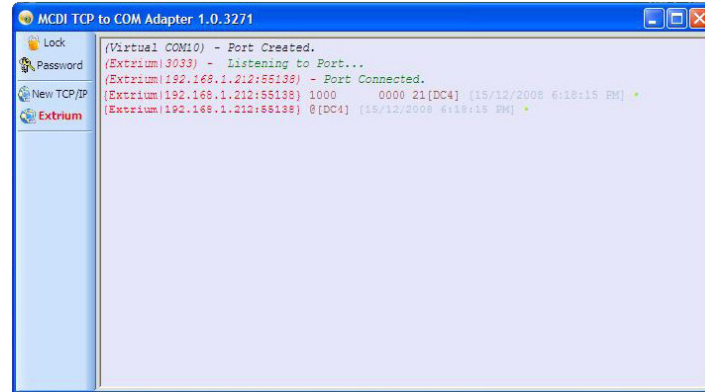 MCDI TCP to COM Adapter 1.0.3271
Lock
Password
New TCP/IP
Extrium
(Virtual COM10) - Port Created.
(Extrium|3033) - Listening to Port...
(Extrium|192.168.1.212:55138) - Port Connected.
{Extrium|192.168.1.212:55138} 1000 0000 21[DC4] [15/12/2008 6:18:15 PM]
{Extrium|192.168.1.212:55138} @[DC4] [15/12/2008 6:18:15 PM]